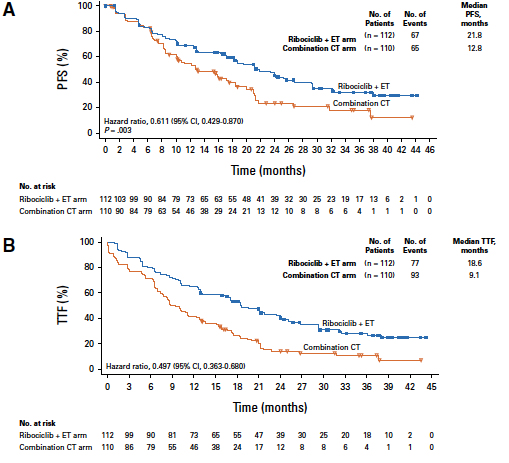 A
No. of Patients No. of Events Median PFS, months
Ribociclib + ET arm (n = 112) 67 21.8
Combination CT arm (n = 110) 65 12.8
PFS (%)
100
80
60
40
20
0
Ribociclib + ET
Combination CT
Hazard ratio, 0.611 (95% CI, 0.429-0.870)
P = .003
0 2 4 6 8 10 12 14 16 18 20 22 24 26 28 30 32 34 36 38 40 42 44 46
Time (months)
No. at risk
Ribociclib + ET arm 112 103 99 90 84 79 73 65 63 55 48 41 39 32 30 25 23 19 17 13 6 2 1 0
Combination CT arm 110 90 84 79 63 54 46 38 29 24 21 13 12 10 8 8 6 6 4 1 1 1 0 0
B
No. of Patients No. of Events Median TTF, months
Ribociclib + ET arm (n = 112) 77 18.6
Combination CT arm (n = 110) 93 9.1
TTF (%)
100
80
60
40
20
0
Ribociclib + ET
Combination CT
Hazard ratio, 0.497 (95% CI, 0.363-0.680)
0 3 6 9 12 15 18 21 24 27 30 33 36 39 42 45
Time (months)
No. at risk
Ribociclib + ET arm 112 99 90 81 73 65 55 47 39 30 25 20 18 10 2 0
Combination CT arm 110 86 79 55 46 38 24 17 12 8 8 6 4 1 1 0